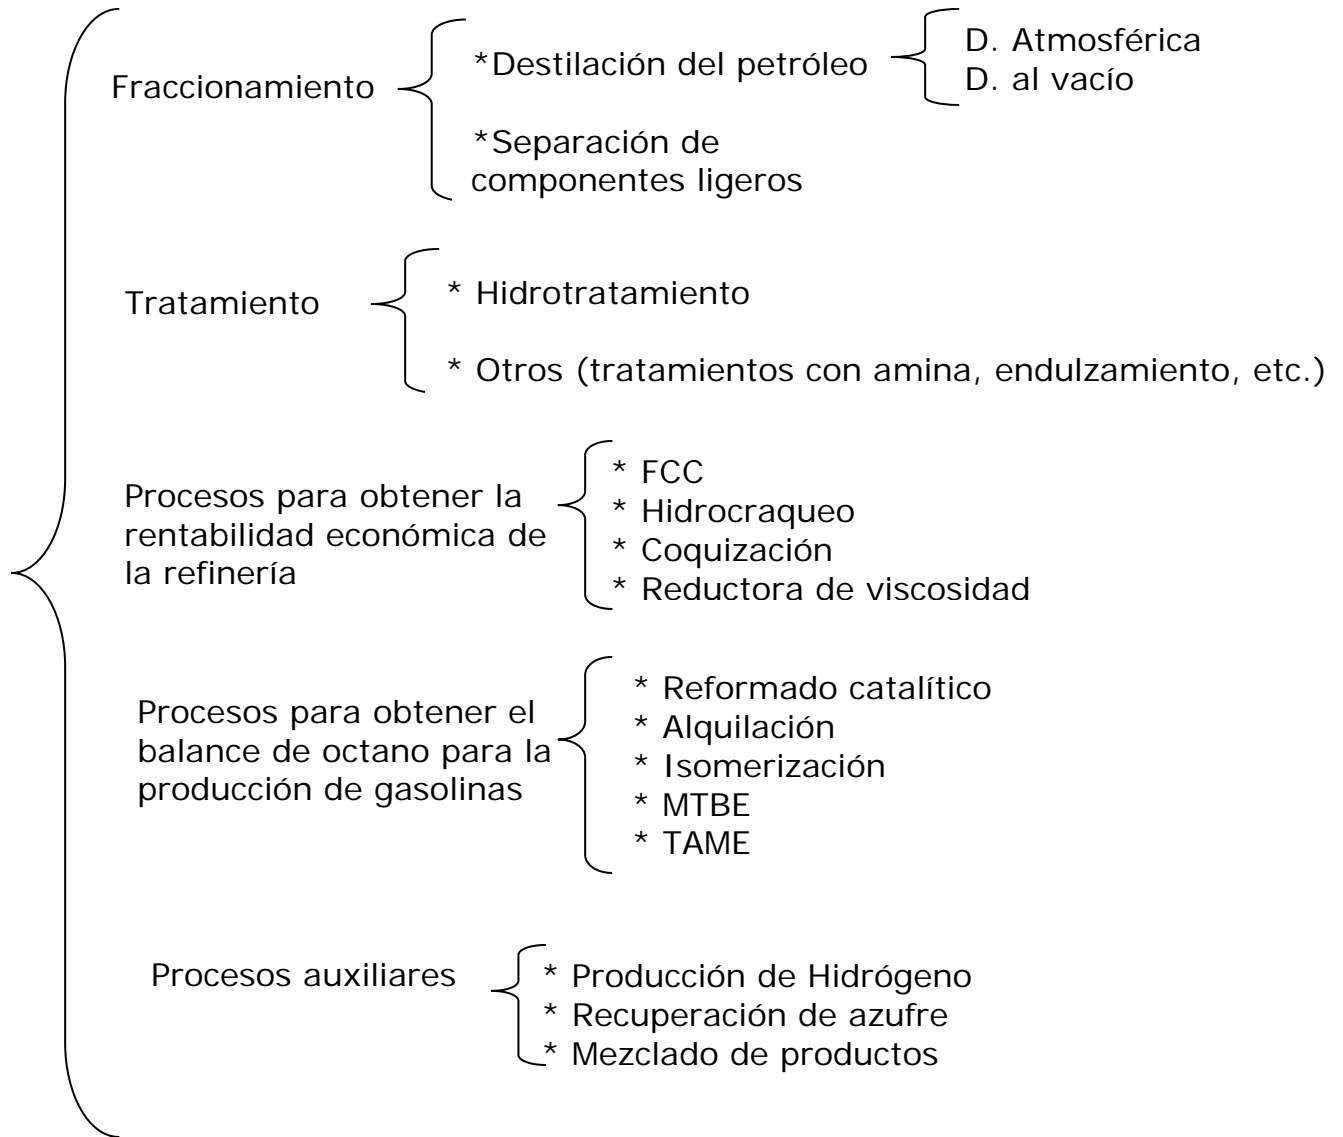 Fraccionamiento
*Destilación del petróleo
D. Atmosférica
D. al vacío
*Separación de
componentes ligeros
Tratamiento
* Hidrotratamiento
* Otros (tratamientos con amina, endulzamiento, etc.)
Procesos para obtener la
rentabilidad económica de
la refinería
* FCC
* Hidrocraqueo
* Coquización
* Reductora de viscosidad
Procesos para obtener el
balance de octano para la
producción de gasolinas
* Reformado catalítico
* Alquilación
* Isomerización
* MTBE
* TAME
Procesos auxiliares
* Producción de Hidrógeno
* Recuperación de azufre
* Mezclado de productos